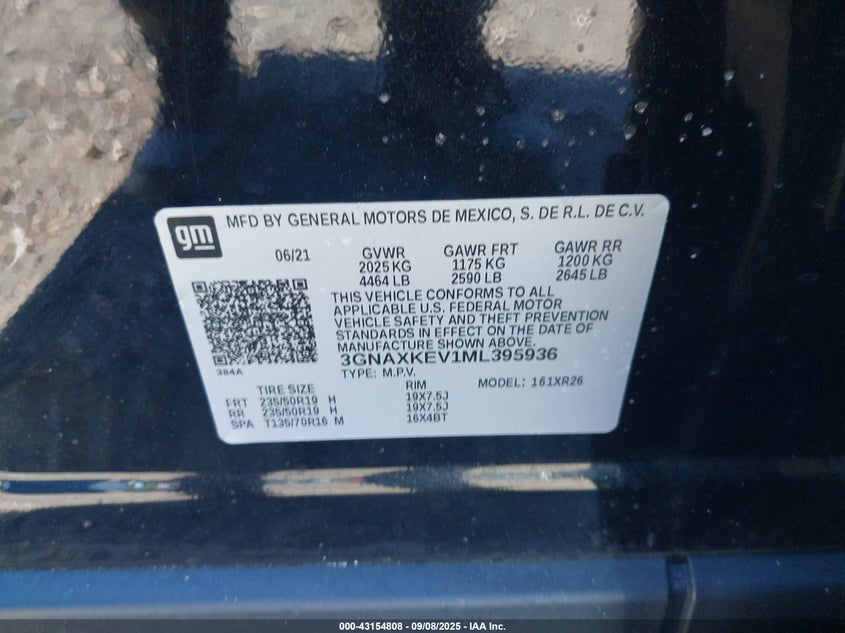 gm
MFD BY GENERAL MOTORS DE MEXICO, S. DE R.L. DE C.V.
06/21 GVWR GAWR FRT GAWR RR
2025 KG 1175 KG 1200 KG
4464 LB 2590 LB 2645 LB
THIS VEHICLE CONFORMS TO ALL
APPLICABLE U.S. FEDERAL MOTOR
VEHICLE SAFETY AND THEFT PREVENTION
STANDARDS IN EFFECT ON THE DATE OF
MANUFACTURE SHOWN ABOVE.
3GNAXKEV1ML395936
384A
TYPE: M.P.V. MODEL: 161XR26
TIRE SIZE RIM
FRT 235/50R19 H 19X7.5J
RR 235/50R19 H 19X7.5J
SPA T135/70R16 M 16X4BT
000-43154808 - 09/08/2025 - IAA Inc.